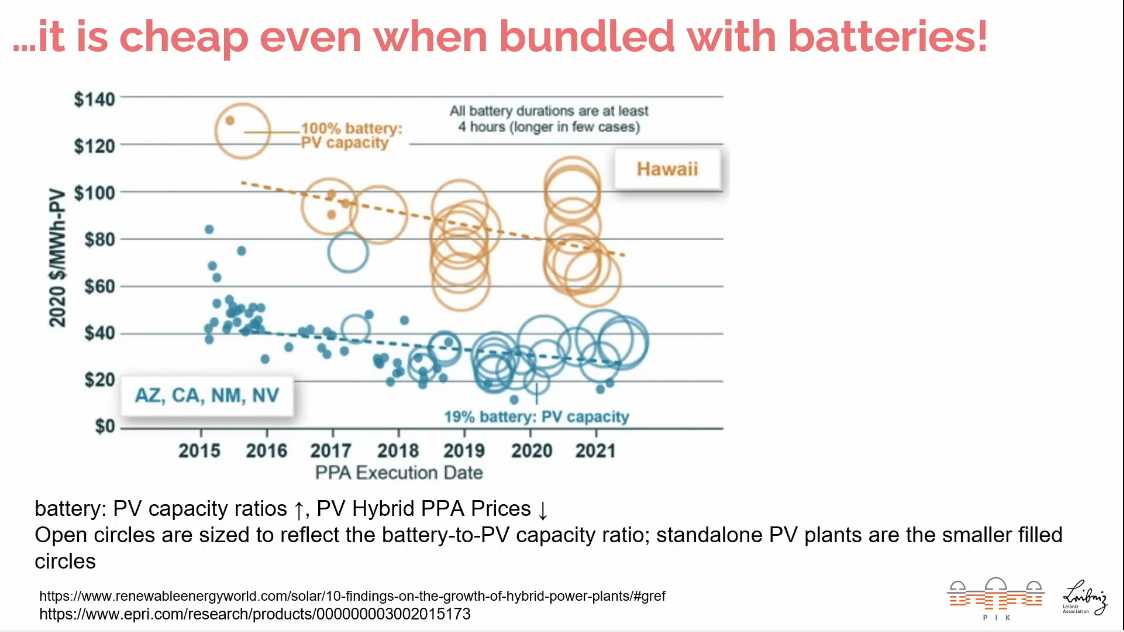 ...it is cheap even when bundled with batteries!
$140
$120
$100
$80
$60
$40
$20
$0
2020 $/MWh-PV
All battery durations are at least
4 hours (longer in few cases)
100% battery:
PV capacity
Hawaii
AZ, CA, NM, NV
19% battery: PV capacity
2015 2016 2017 2018 2019 2020 2021
PPA Execution Date
battery: PV capacity ratios ↑, PV Hybrid PPA Prices ↓
Open circles are sized to reflect the battery-to-PV capacity ratio; standalone PV plants are the smaller filled
circles
https://www.renewableenergyworld.com/solar/10-findings-on-the-growth-of-hybrid-power-plants/#gref
https://www.epri.com/research/products/000000003002015173
P I K
Leibniz
Leibniz
Association